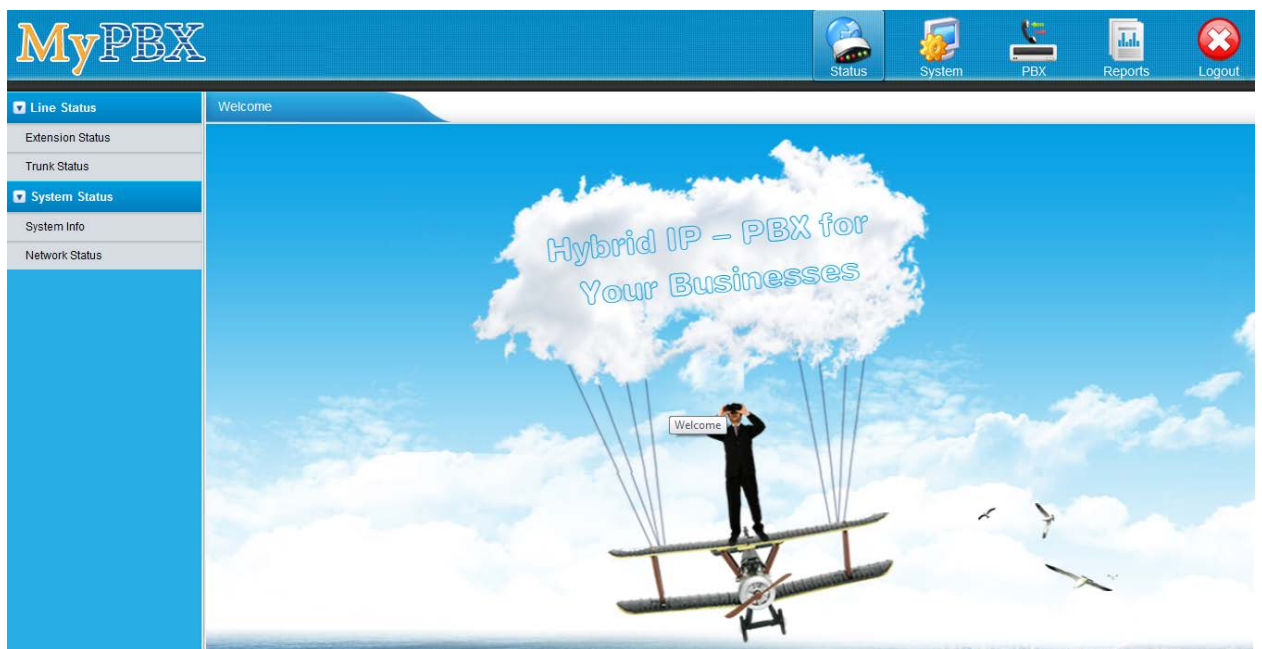 MyPBX
Status
System
PBX
Reports
Logout
Line Status
Extension Status
Trunk Status
System Status
System Info
Network Status
Welcome
Hybrid IP – PBX for
Your Businesses
Welcome